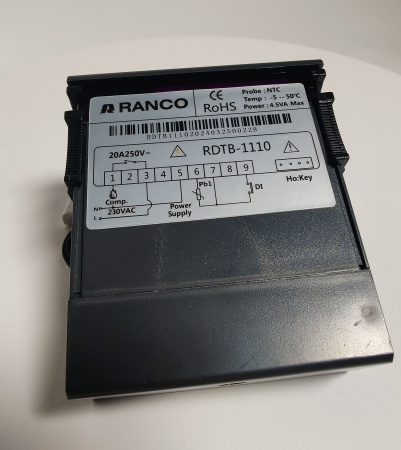 RANCO
CE
RoHS
Probe : NTC
Temp : -5 -- 50℃
Power : 4.5VA Max
RDTB11102024032500228
20A250V~
RDTB-1110
1 2 3 4 5 6 7 8 9
Comp.
N
L
230VAC
Power
Supply
Pb1
DI
Ho:Key